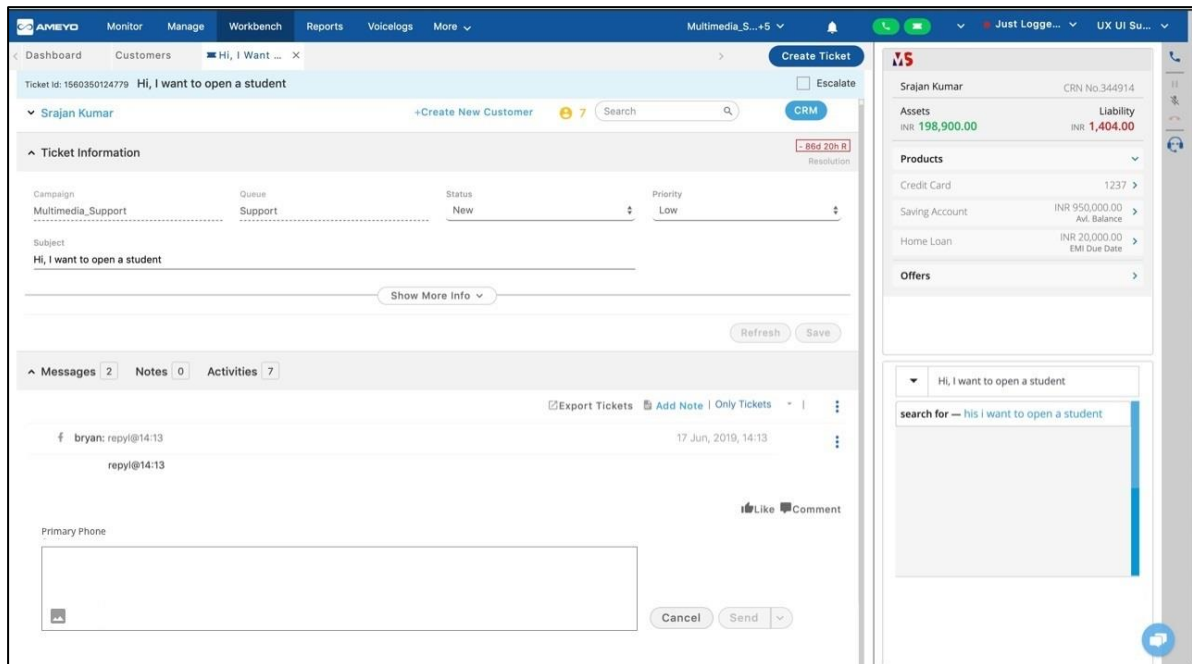 AMEYO Monitor Manage Workbench Reports Voicelogs More Multimedia_S...+5 Just Logge... UX UI Su...
Dashboard Customers Hi, I Want ... X Create Ticket
Ticket Id: 1560350124779 Hi, I want to open a student Escalate
Srajan Kumar +Create New Customer 7 Search CRM
Ticket Information - 86d 20h R
Resolution
Campaign Queue Status Priority
Multimedia_Support Support New Low
Subject
Hi, I want to open a student
Show More Info
Refresh Save
Messages 2 Notes 0 Activities 7
Export Tickets Add Note | Only Tickets |
bryan: repyl@14:13 17 Jun, 2019, 14:13
repyl@14:13
Like Comment
Primary Phone
Cancel Send
MS
Srajan Kumar CRN No.344914
Assets Liability
INR 198,900.00 INR 1,404.00
Products
Credit Card 1237
Saving Account INR 950,000.00
Avl. Balance
Home Loan INR 20,000.00
EMI Due Date
Offers
Hi, I want to open a student
search for — his i want to open a student